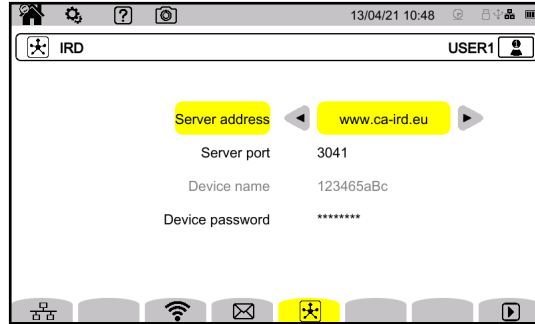 13/04/21 10:48
IRD USER1
Server address www.ca-ird.eu
Server port 3041
Device name 123465aBc
Device password ********